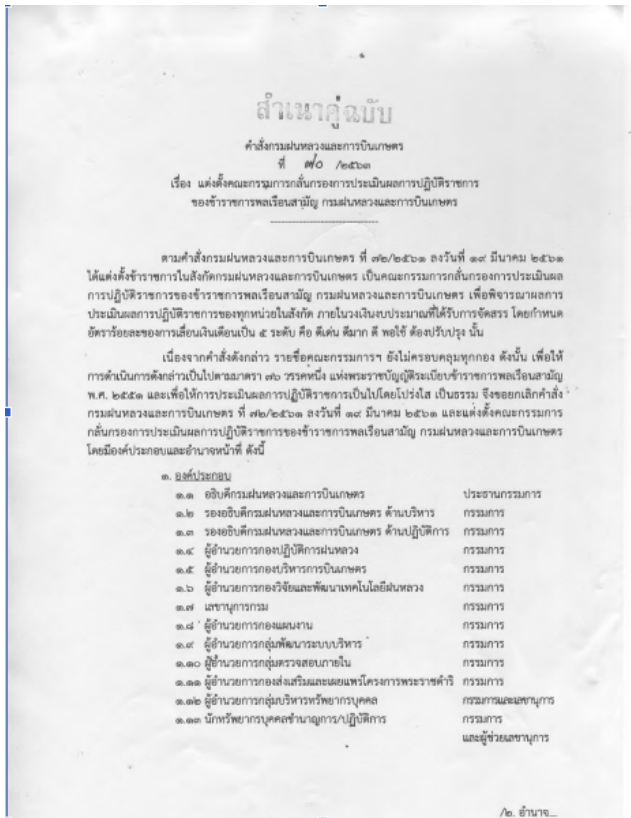 สำเนาคู่ฉบับ
คำสั่งกรมฝนหลวงและการบินเกษตร
ที่ ๗๐ /๒๕๖๓
เรื่อง แต่งตั้งคณะกรรมการกลั่นกรองการประเมินผลการปฏิบัติราชการ
ของข้าราชการพลเรือนสามัญ กรมฝนหลวงและการบินเกษตร
ตามคำสั่งกรมฝนหลวงและการบินเกษตร ที่ ๗๒/๒๕๖๑ ลงวันที่ ๑๙ มีนาคม ๒๕๖๑
ได้แต่งตั้งข้าราชการในสังกัดกรมฝนหลวงและการบินเกษตร เป็นคณะกรรมการกลั่นกรองการประเมินผล
การปฏิบัติราชการของข้าราชการพลเรือนสามัญ กรมฝนหลวงและการบินเกษตร เพื่อพิจารณาผลการ
ประเมินผลการปฏิบัติราชการของทุกหน่วยในสังกัด ภายในวงเงินงบประมาณที่ได้รับการจัดสรร โดยกำหนด
อัตราร้อยละของการเลื่อนเงินเดือนเป็น ๕ ระดับ คือ ดีเด่น ดีมาก ดี พอใช้ ต้องปรับปรุง นั้น
เนื่องจากคำสั่งดังกล่าว รายชื่อคณะกรรมการฯ ยังไม่ครอบคลุมทุกกอง ดังนั้น เพื่อให้
การดำเนินการดังกล่าวเป็นไปตามมาตรา ๗๖ วรรคหนึ่ง แห่งพระราชบัญญัติระเบียบข้าราชการพลเรือนสามัญ
พ.ศ. ๒๕๕๑ และเพื่อให้การประเมินผลการปฏิบัติราชการเป็นไปโดยโปร่งใส เป็นธรรม จึงขอยกเลิกคำสั่ง
กรมฝนหลวงและการบินเกษตร ที่ ๗๒/๒๕๖๑ ลงวันที่ ๑๙ มีนาคม ๒๕๖๑ และแต่งตั้งคณะกรรมการ
กลั่นกรองการประเมินผลการปฏิบัติราชการของข้าราชการพลเรือนสามัญ กรมฝนหลวงและการบินเกษตร
โดยมีองค์ประกอบและอำนาจหน้าที่ ดังนี้
๑. องค์ประกอบ
๑.๑ อธิบดีกรมฝนหลวงและการบินเกษตร ประธานกรรมการ
๑.๒ รองอธิบดีกรมฝนหลวงและการบินเกษตร ด้านบริหาร กรรมการ
๑.๓ รองอธิบดีกรมฝนหลวงและการบินเกษตร ด้านปฏิบัติการ กรรมการ
๑.๔ ผู้อำนวยการกองปฏิบัติการฝนหลวง กรรมการ
๑.๕ ผู้อำนวยการกองบริหารการบินเกษตร กรรมการ
๑.๖ ผู้อำนวยการกองวิจัยและพัฒนาเทคโนโลยีฝนหลวง กรรมการ
๑.๗ เลขานุการกรม กรรมการ
๑.๘ ผู้อำนวยการกองแผนงาน กรรมการ
๑.๙ ผู้อำนวยการกลุ่มพัฒนาระบบบริหาร กรรมการ
๑.๑๐ ผู้อำนวยการกลุ่มตรวจสอบภายใน กรรมการ
๑.๑๑ ผู้อำนวยการกองส่งเสริมและเผยแพร่โครงการพระราชดำริ กรรมการ
๑.๑๒ ผู้อำนวยการกลุ่มบริหารทรัพยากรบุคคล กรรมการและเลขานุการ
๑.๑๓ นักทรัพยากรบุคคลชำนาญการ/ปฏิบัติการ กรรมการ
และผู้ช่วยเลขานุการ
/๒. อำนาจ...